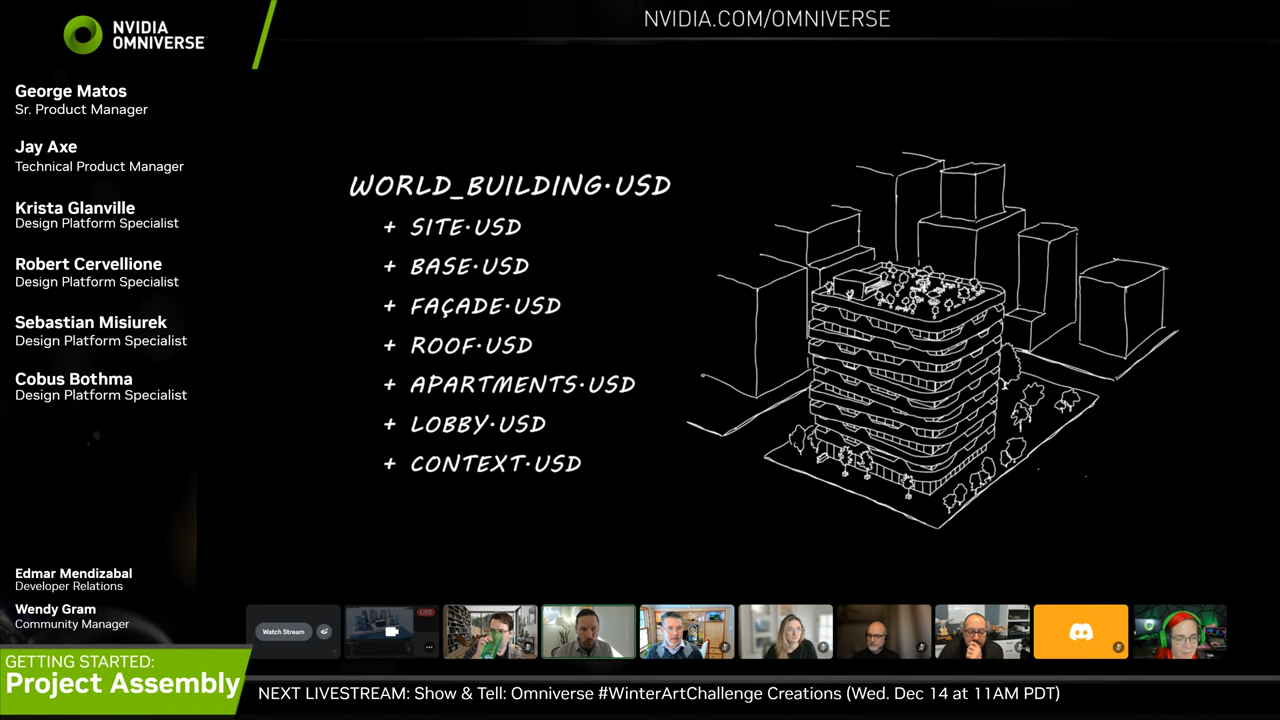 NVIDIA
OMNIVERSE
NVIDIA.COM/OMNIVERSE
George Matos
Sr. Product Manager
Jay Axe
Technical Product Manager
Krista Glanville
Design Platform Specialist
Robert Cervellione
Design Platform Specialist
Sebastian Misiurek
Design Platform Specialist
Cobus Bothma
Design Platform Specialist
Edmar Mendizabal
Developer Relations
Wendy Gram
Community Manager
WORLD_BUILDING.USD
+ SITE.USD
+ BASE.USD
+ FAÇADE.USD
+ ROOF.USD
+ APARTMENTS.USD
+ LOBBY.USD
+ CONTEXT.USD
Watch Stream
LIVE
GETTING STARTED:
Project Assembly
NEXT LIVESTREAM: Show & Tell: Omniverse #WinterArtChallenge Creations (Wed. Dec 14 at 11AM PDT)